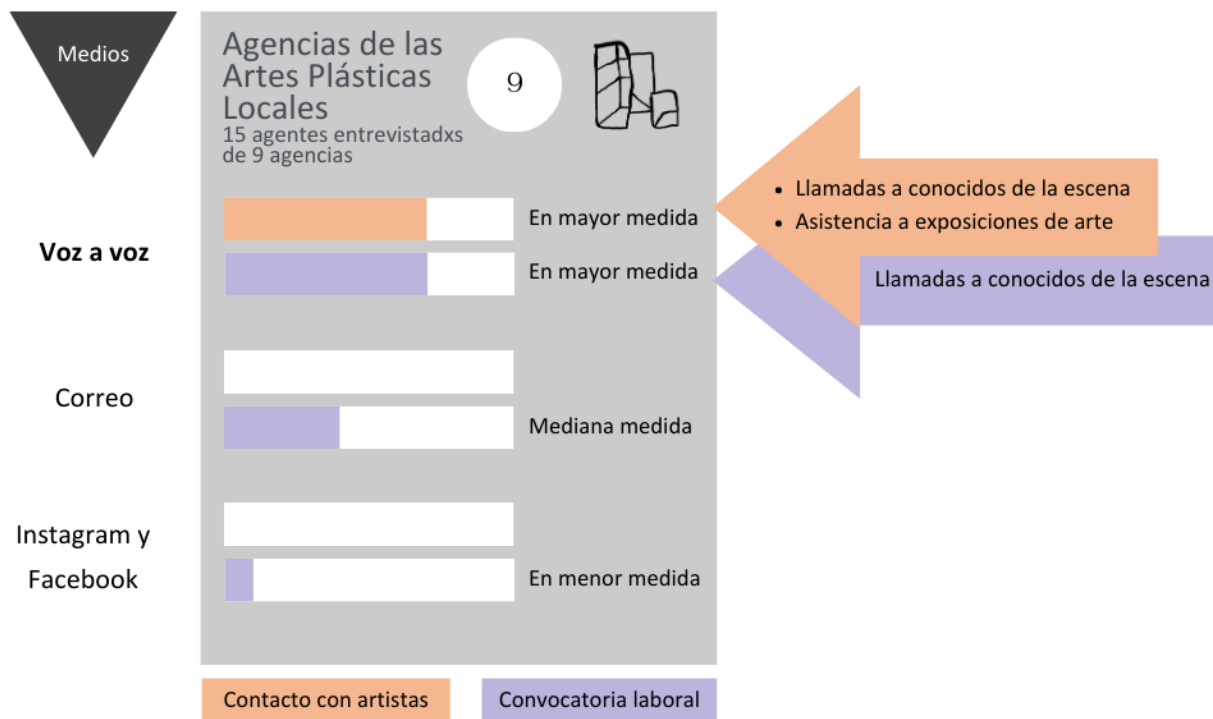 Medios
Agencias de las
Artes Plásticas
Locales
15 agentes entrevistadxs
de 9 agencias
9
Voz a voz
En mayor medida
En mayor medida
• Llamadas a conocidos de la escena
• Asistencia a exposiciones de arte
Llamadas a conocidos de la escena
Correo
Mediana medida
Instagram y
Facebook
En menor medida
Contacto con artistas
Convocatoria laboral